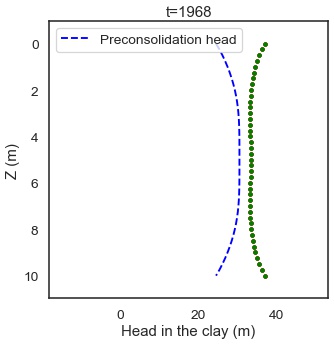 t=1968
Preconsolidation head
0
2
4
6
8
10
Z (m)
0
20
40
Head in the clay (m)